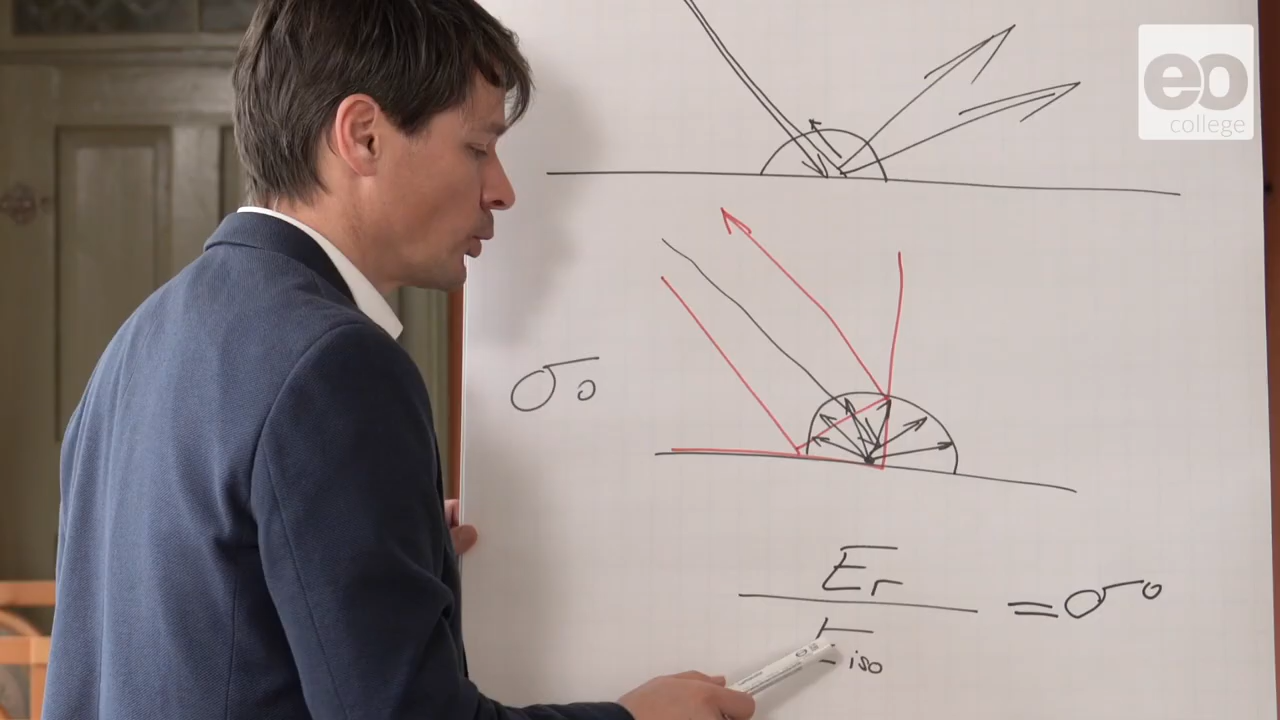 eo
college
σ₀
Er
= σ⁰
E iso